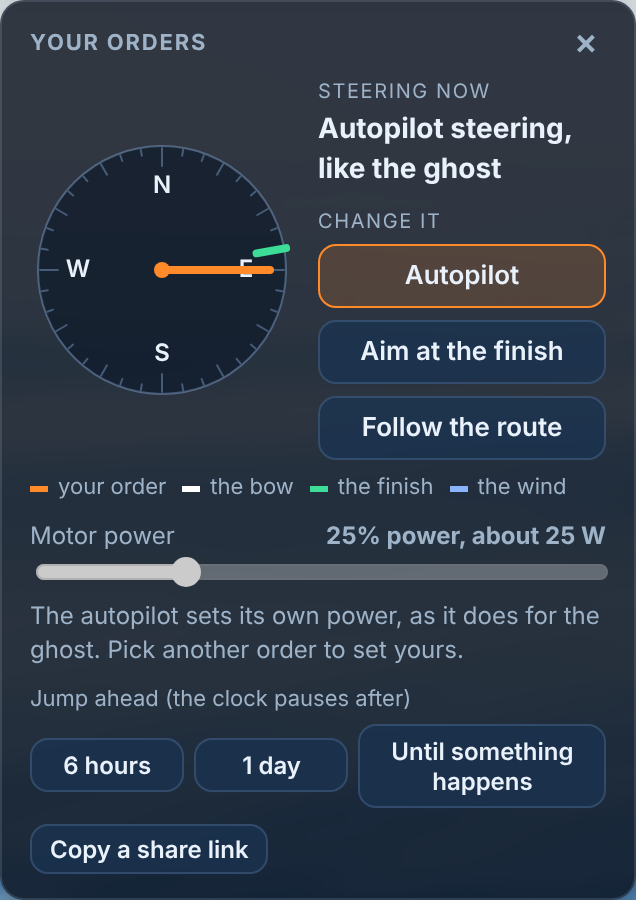 YOUR ORDERS
×
STEERING NOW
Autopilot steering,
like the ghost
CHANGE IT
N
W
E
S
Autopilot
Aim at the finish
Follow the route
your order the bow the finish the wind
Motor power 25% power, about 25 W
The autopilot sets its own power, as it does for the
ghost. Pick another order to set yours.
Jump ahead (the clock pauses after)
6 hours
1 day
Until something
happens
Copy a share link